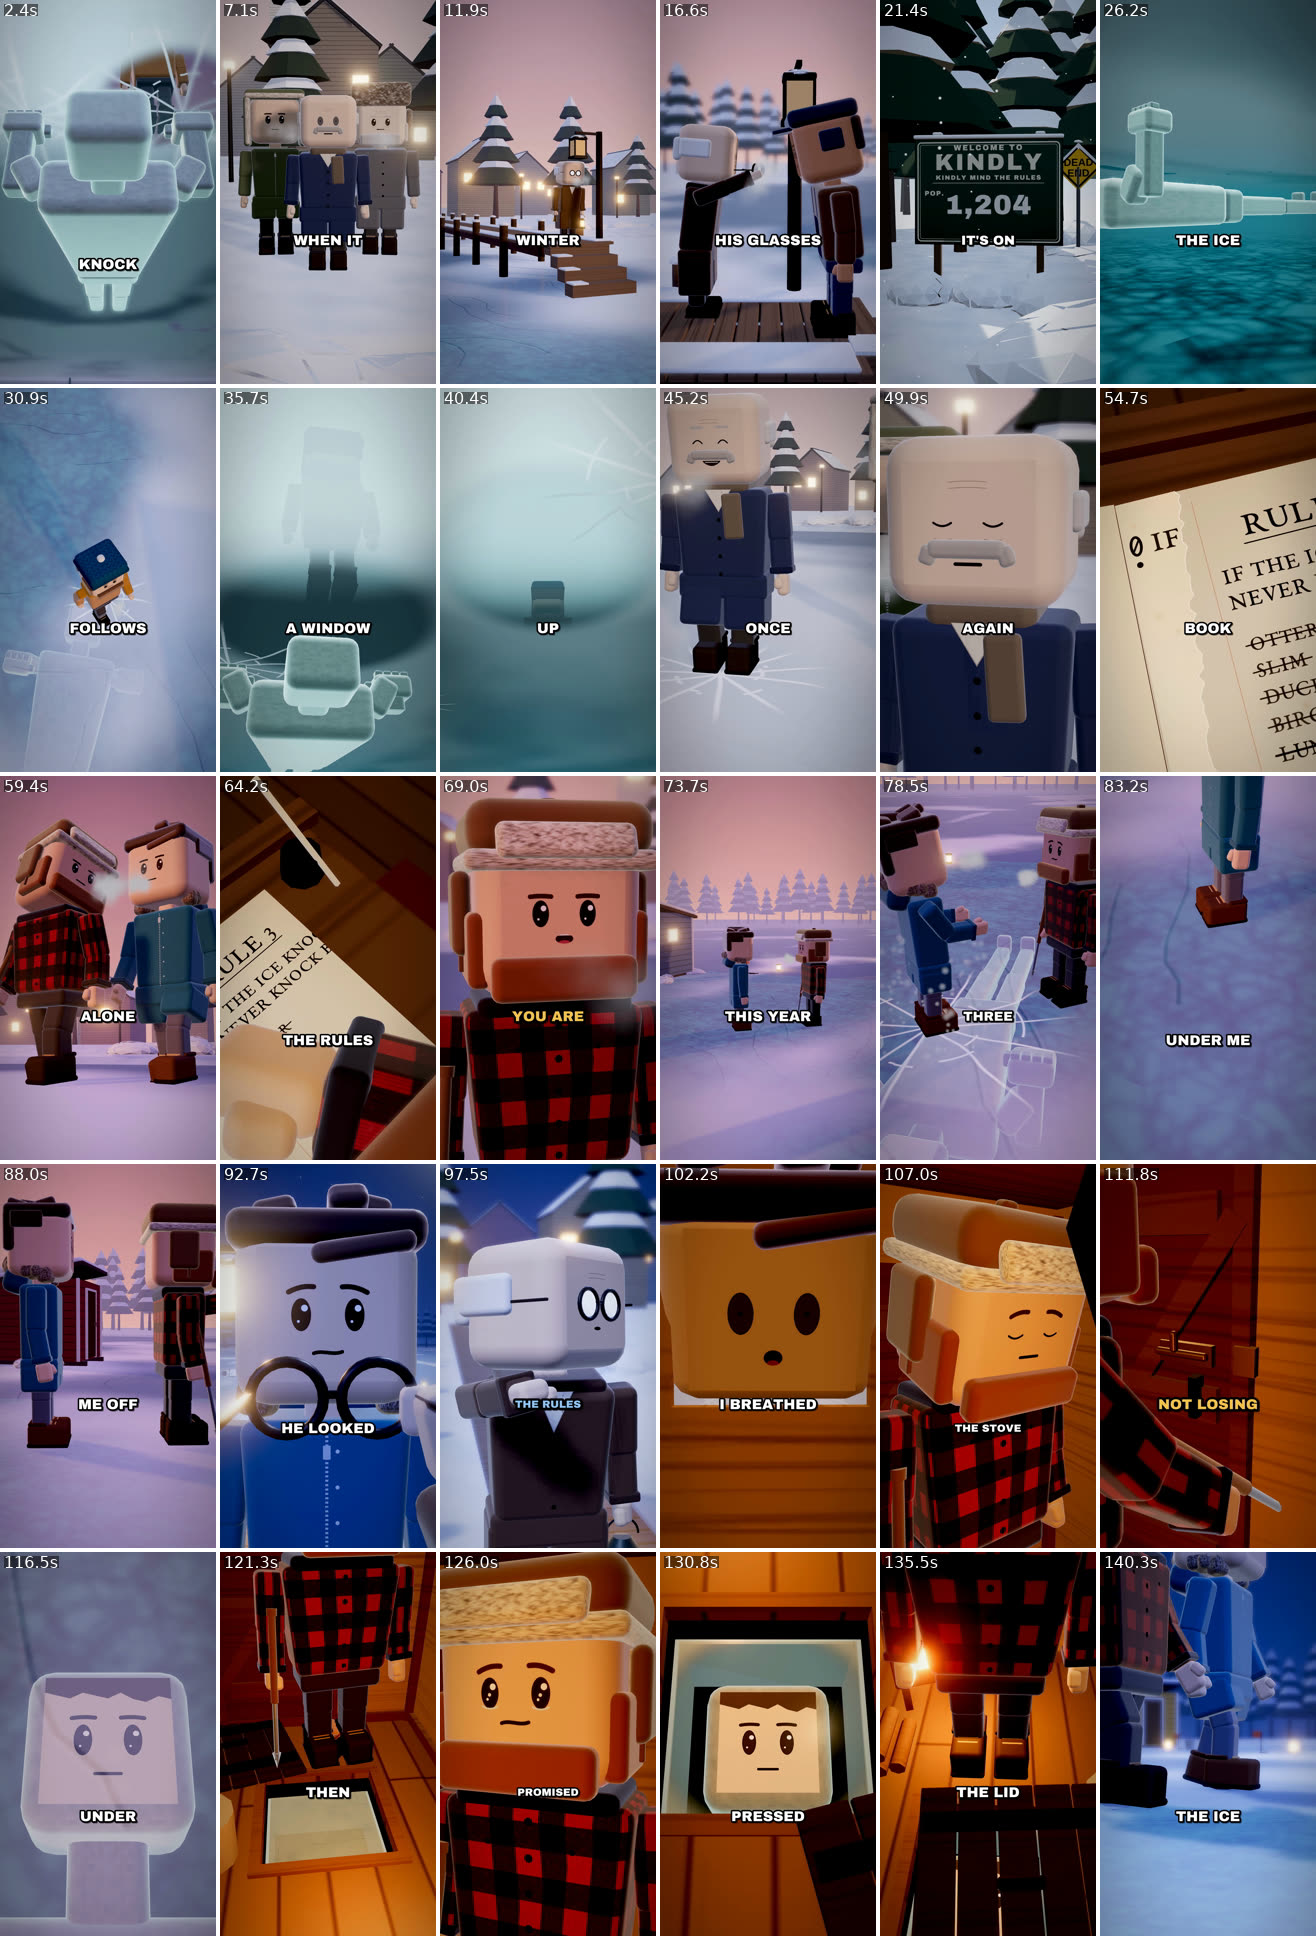 2.4s
KNOCK
7.1s
WHEN IT
11.9s
WINTER
16.6s
HIS GLASSES
21.4s
WELCOME TO
KINDLY
KINDLY MIND THE RULES
POP.
1,204
DEAD
END
IT'S ON
26.2s
THE ICE
30.9s
FOLLOWS
35.7s
A WINDOW
40.4s
UP
45.2s
ONCE
49.9s
AGAIN
54.7s
IF
RUL
IF THE I
NEVER
OTTER
SLIM
DUC
BIR
LUN
BOOK
59.4s
ALONE
64.2s
ULE 3
THE ICE KNO
VER KNOCK B
THE RULES
69.0s
YOU ARE
73.7s
THIS YEAR
78.5s
THREE
83.2s
UNDER ME
88.0s
ME OFF
92.7s
HE LOOKED
97.5s
THE RULES
102.2s
I BREATHED
107.0s
THE STOVE
111.8s
NOT LOSING
116.5s
UNDER
121.3s
THEN
126.0s
PROMISED
130.8s
PRESSED
135.5s
THE LID
140.3s
THE ICE